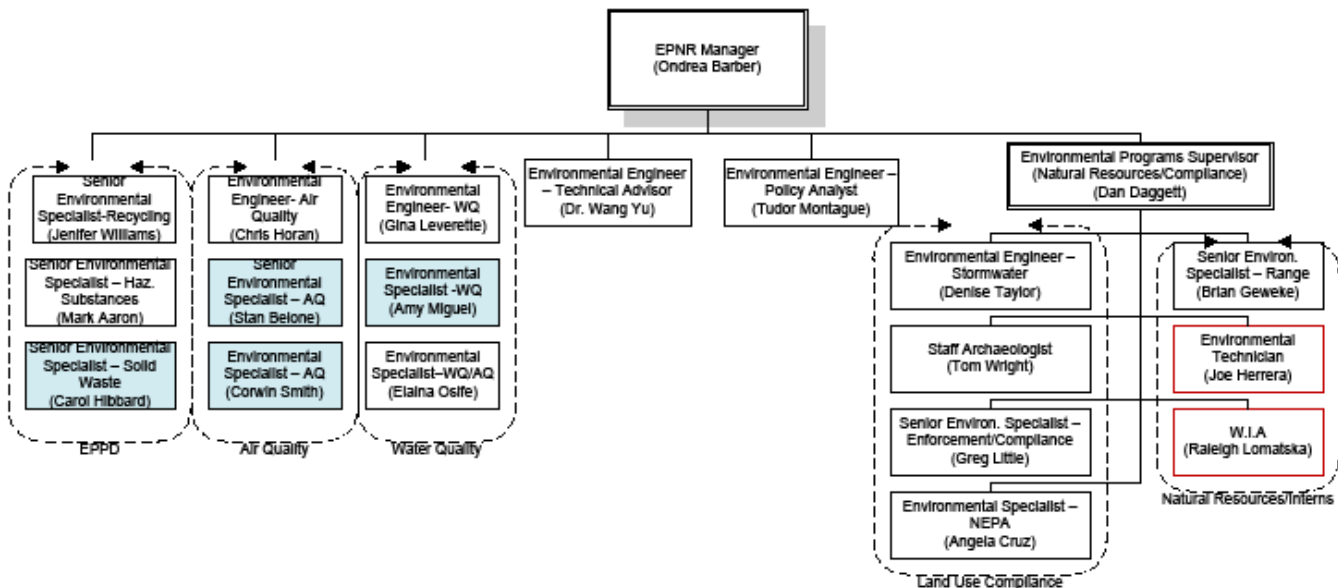 EPNR Manager
(Ondrea Barber)
Senior
Environmental
Specialist-Recycling
(Jenifer Williams)
Senior Environmental
Specialist – Haz.
Substances
(Mark Aaron)
Senior Environmental
Specialist – Solid
Waste
(Carol Hibbard)
EPPD
Environmental
Engineer- Air
Quality
(Chris Horan)
Senior
Environmental
Specialist – AQ
(Stan Belone)
Environmental
Specialist – AQ
(Corwin Smith)
Air Quality
Environmental
Engineer- WQ
(Gina Leverette)
Environmental
Specialist -WQ
(Amy Miguel)
Environmental
Specialist–WQ/AQ
(Elaina Osife)
Water Quality
Environmental Engineer
– Technical Advisor
(Dr. Wang Yu)
Environmental Engineer –
Policy Analyst
(Tudor Montague)
Environmental Programs Supervisor
(Natural Resources/Compliance)
(Dan Daggett)
Environmental Engineer –
Stormwater
(Denise Taylor)
Staff Archaeologist
(Tom Wright)
Senior Environ. Specialist –
Enforcement/Compliance
(Greg Little)
Environmental Specialist –
NEPA
(Angela Cruz)
Land Use Compliance
Senior Environ.
Specialist – Range
(Brian Geweke)
Environmental
Technician
(Joe Herrera)
W.I.A
(Raleigh Lomatska)
Natural Resources/Interns